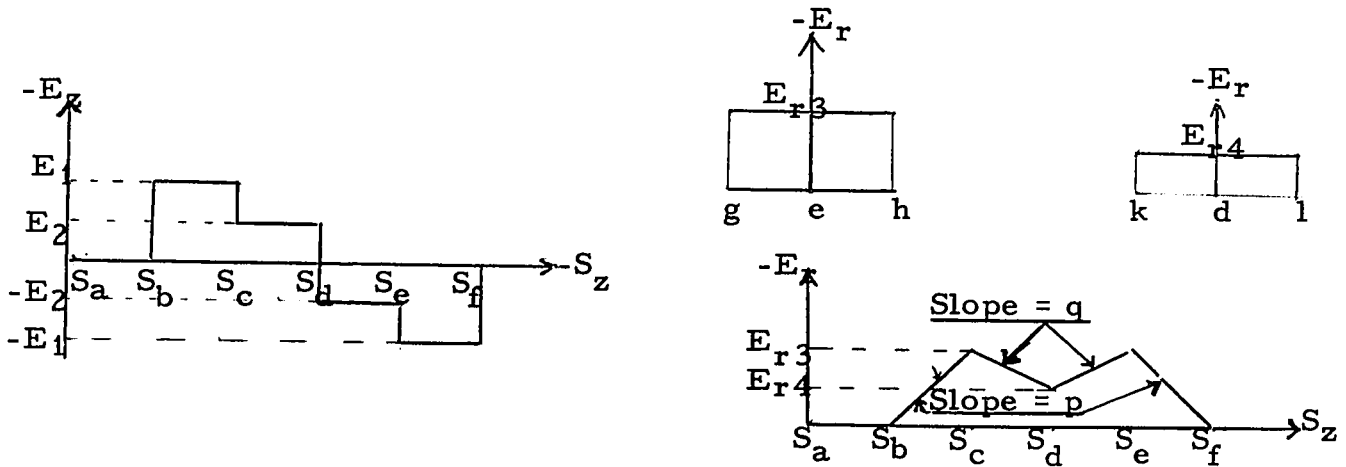 -E_z
E_1
E_2
-E_2
-E_1
S_a S_b S_c S_d S_e S_f
S_z
-E_r
E_r3
g e h
-E_r
E_r4
k d l
-E_r
Slope = q
E_r3
E_r4
Slope = p
S_a S_b S_c S_d S_e S_f
S_z